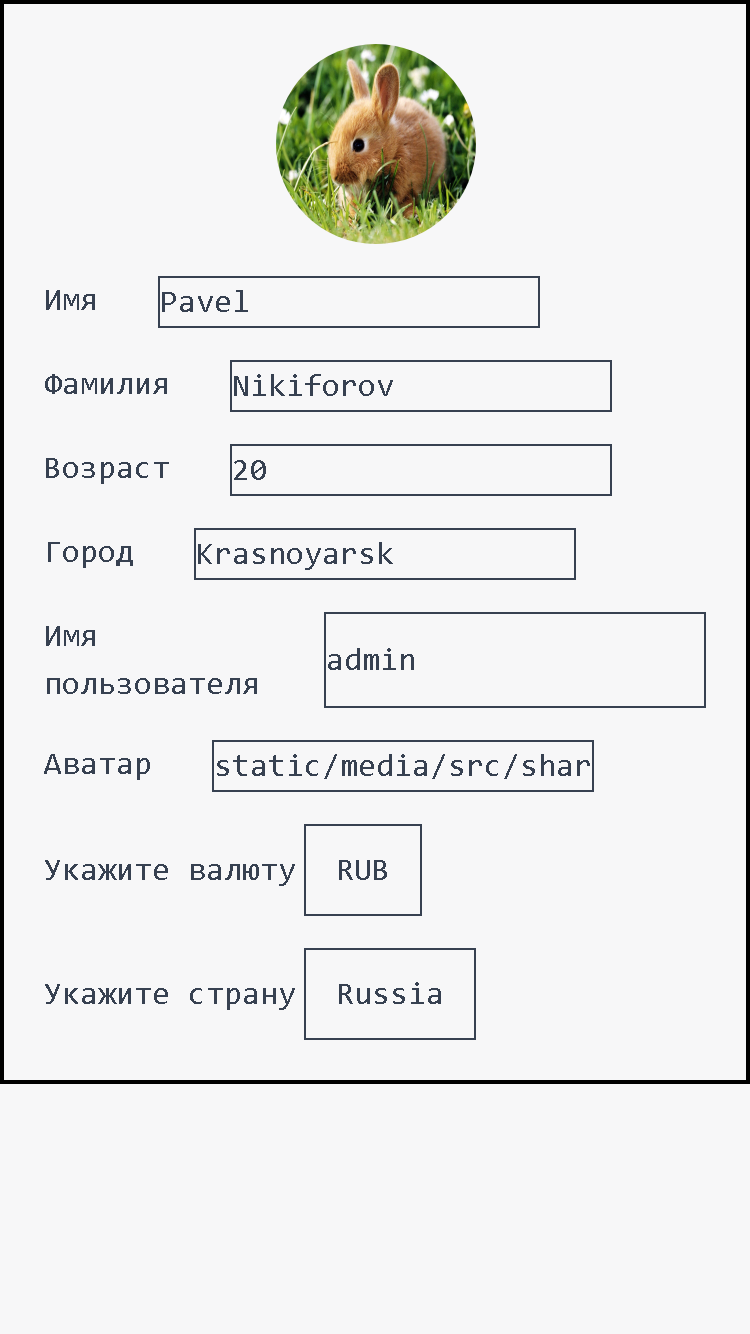 Имя Pavel
Фамилия Nikiforov
Возраст 20
Город Krasnoyarsk
Имя
пользователя admin
Аватар static/media/src/shar
Укажите валюту RUB
Укажите страну Russia